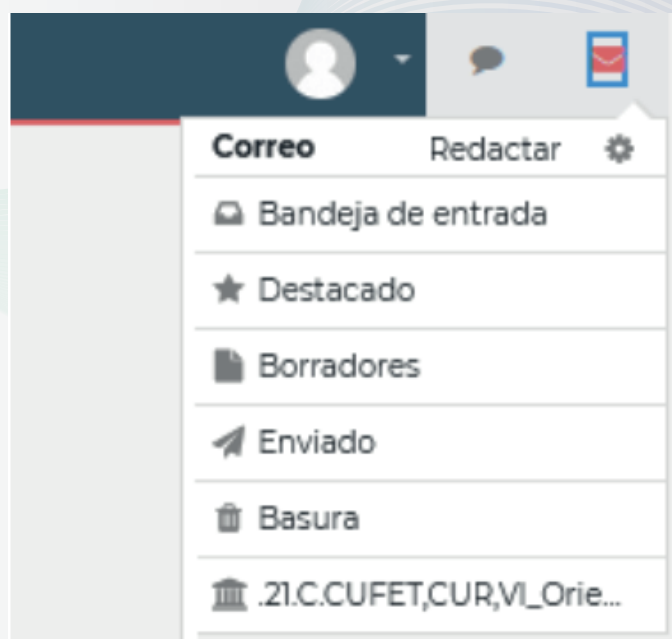 Correo Redactar
Bandeja de entrada
Destacado
Borradores
Enviado
Basura
.21.C.CUFET,CUR,VI_Orie...